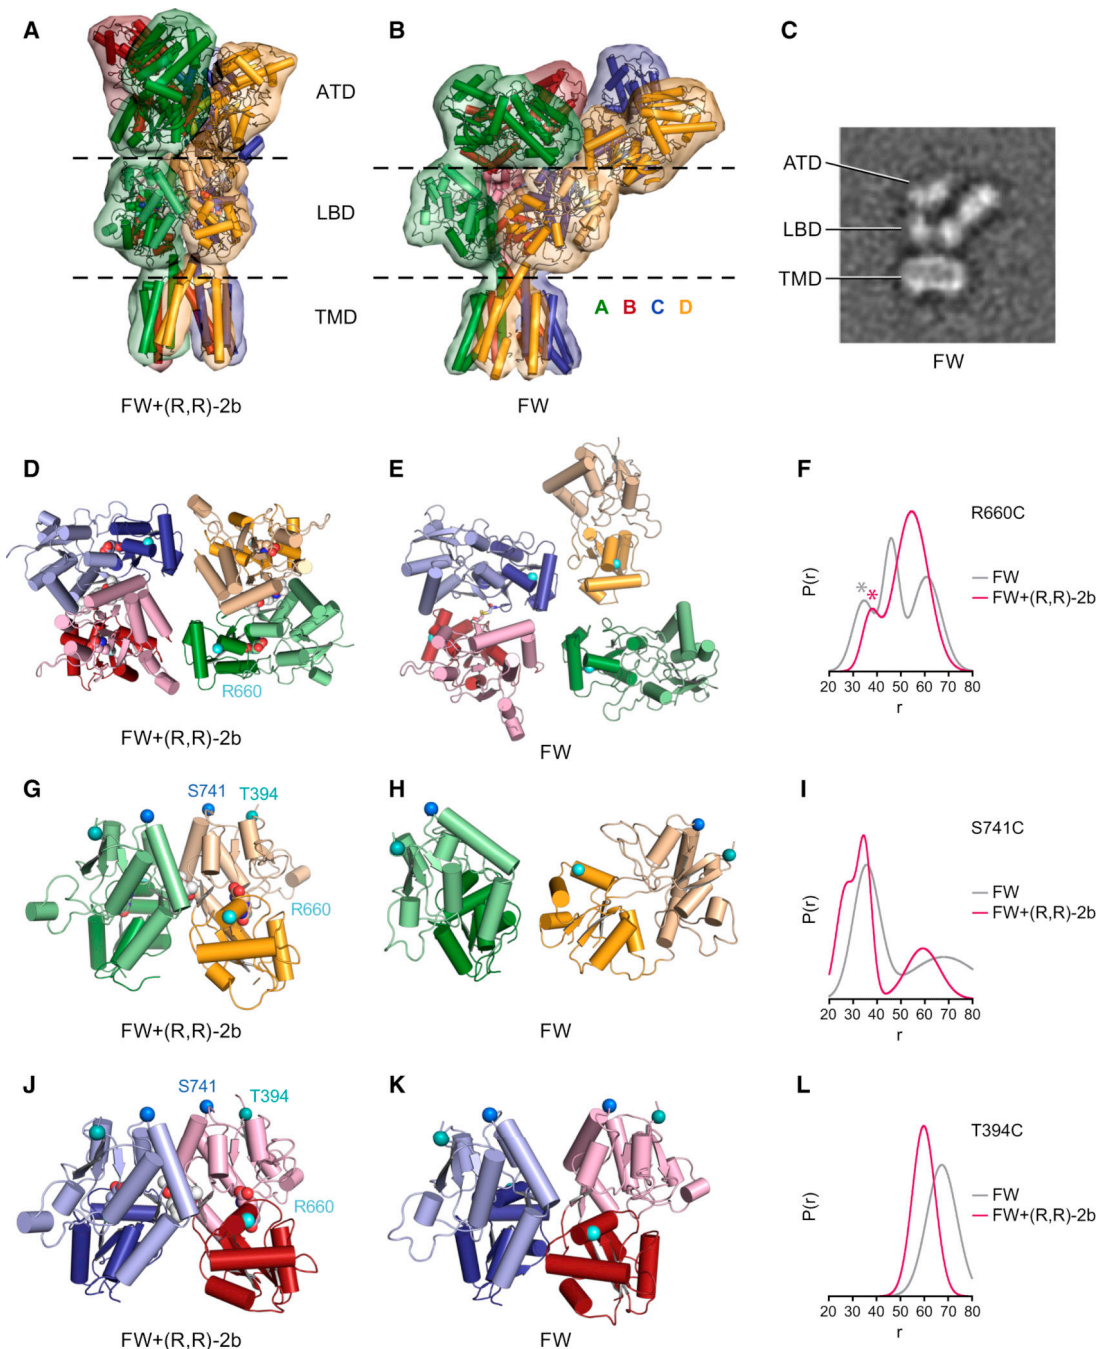 A
B
C
ATD
LBD
TMD
A B C D
FW+(R,R)-2b
FW
ATD
LBD
TMD
FW
D
E
F
R660
FW+(R,R)-2b
FW
R660C
FW
FW+(R,R)-2b
P(r)
* *
20 30 40 50 60 70 80
r
G
H
I
S741
T394
R660
FW+(R,R)-2b
FW
S741C
FW
FW+(R,R)-2b
P(r)
20 30 40 50 60 70 80
r
J
K
L
S741
T394
R660
FW+(R,R)-2b
FW
T394C
FW
FW+(R,R)-2b
P(r)
20 30 40 50 60 70 80
r